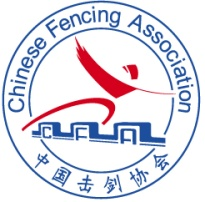 Chinese Fencing Association
CFA
中国击剑协会